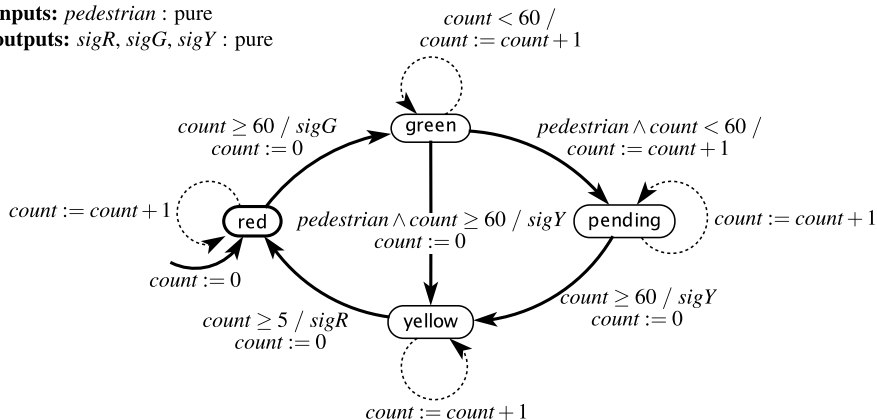 nputs: pedestrian : pure
outputs: sigR, sigG, sigY : pure
count < 60 /
count := count + 1
count ≥ 60 / sigG
count := 0
green
pedestrian ∧ count < 60 /
count := count + 1
count := count + 1
red
pedestrian ∧ count ≥ 60 / sigY
count := 0
pending
count := count + 1
count := 0
count ≥ 5 / sigR
count := 0
yellow
count ≥ 60 / sigY
count := 0
count := count + 1